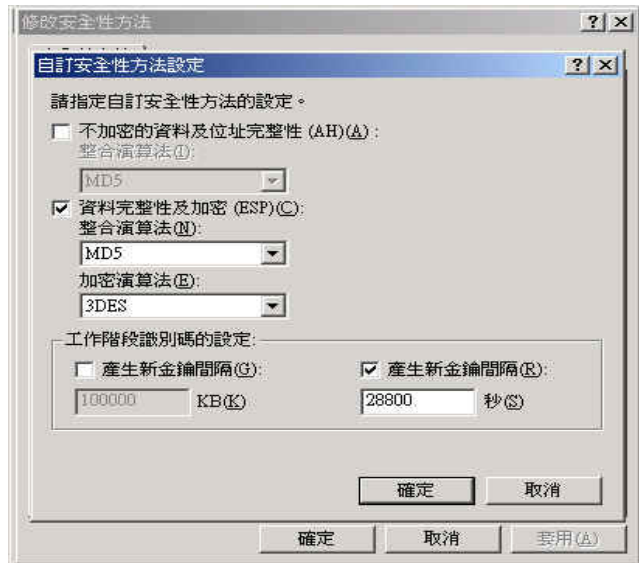 修改安全性方法
自訂安全性方法設定
請指定自訂安全性方法的設定。
不加密的資料及位址完整性 (AH)(A):
整合演算法(I):
MD5
資料完整性及加密 (ESP)(C):
整合演算法(N):
MD5
加密演算法(E):
3DES
工作階段識別碼的設定:
產生新金鑰間隔(G): 產生新金鑰間隔(R):
100000 KB(K) 28800 秒(S)
確定 取消
確定 取消 套用(A)